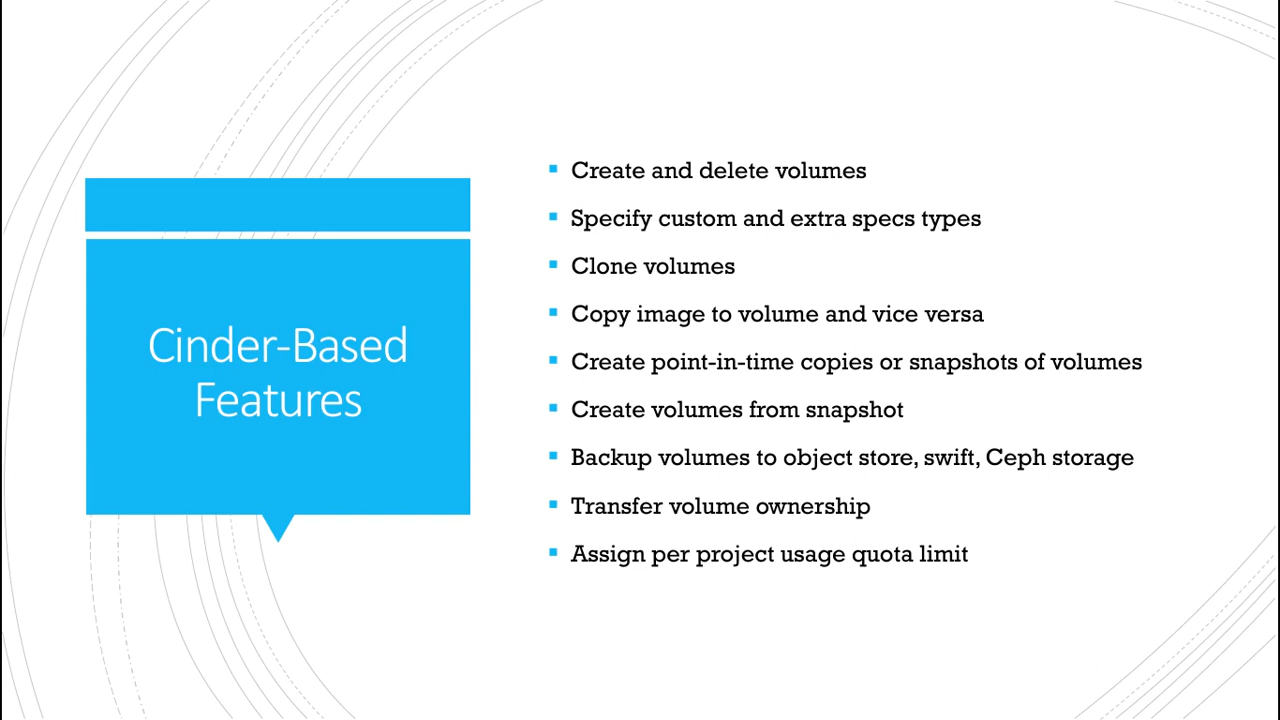 Cinder-Based
Features
Create and delete volumes
Specify custom and extra specs types
Clone volumes
Copy image to volume and vice versa
Create point-in-time copies or snapshots of volumes
Create volumes from snapshot
Backup volumes to object store, swift, Ceph storage
Transfer volume ownership
Assign per project usage quota limit